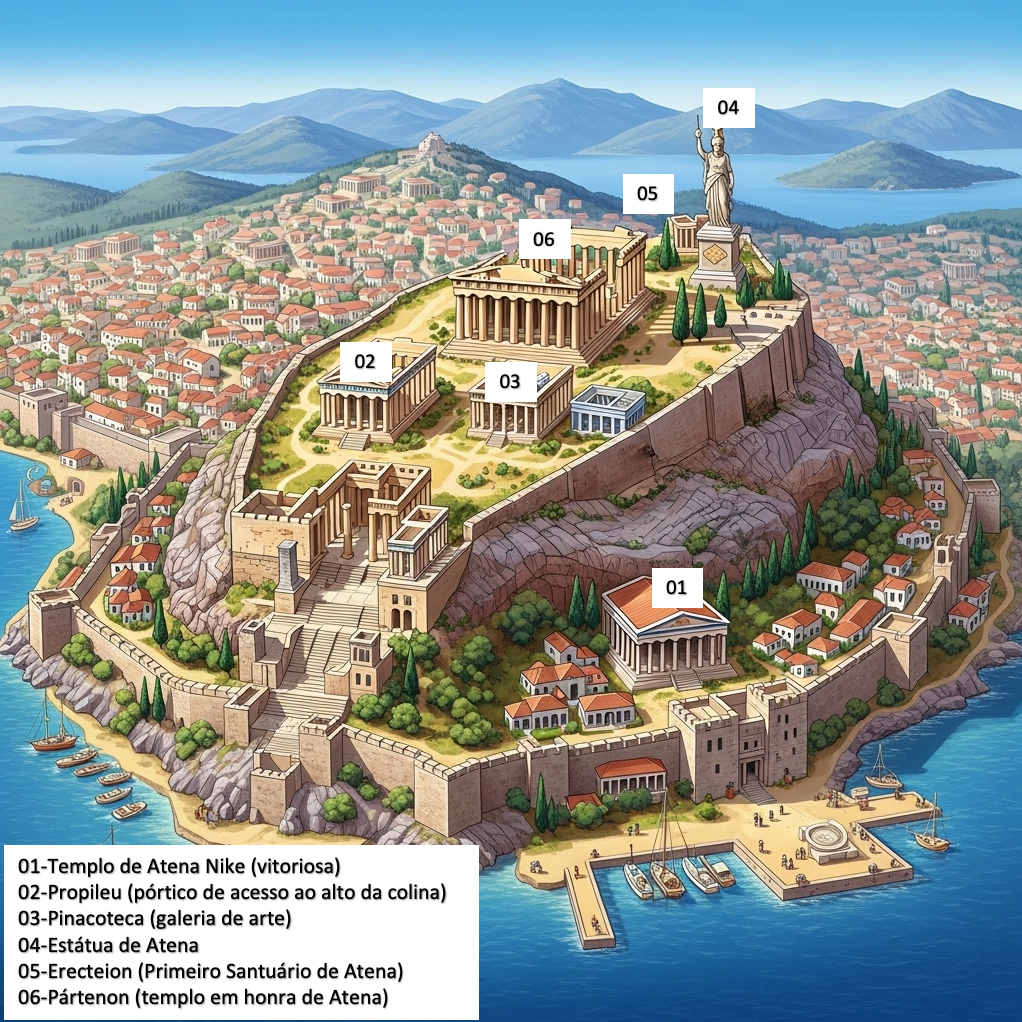 04
05
06
02
03
01
01-Templo de Atena Nike (vitoriosa)
02-Propileu (pórtico de acesso ao alto da colina)
03-Pinacoteca (galeria de arte)
04-Estátua de Atena
05-Erecteion (Primeiro Santuário de Atena)
06-Pártenon (templo em honra de Atena)